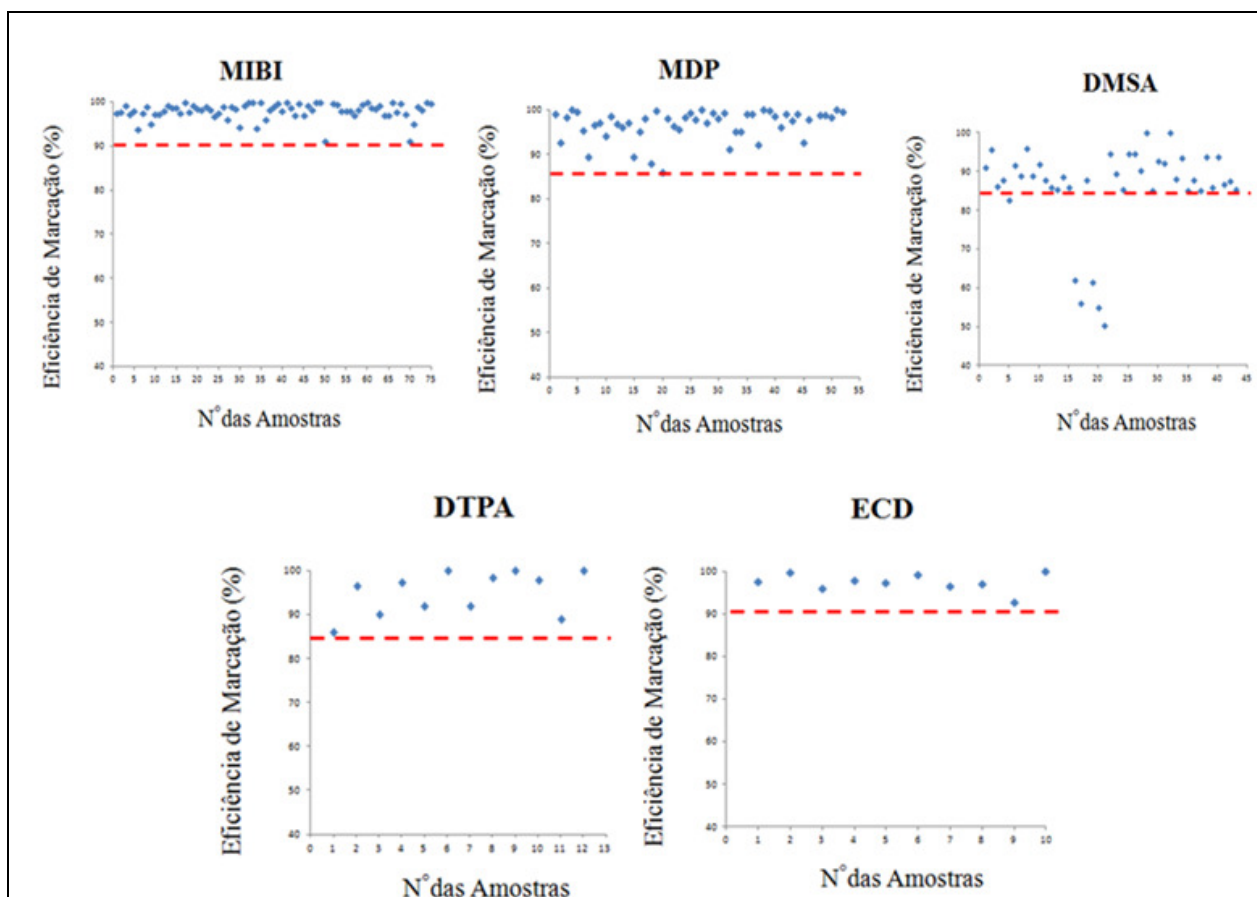 MIBI
Eficiência de Marcação (%)
100
90
80
70
60
50
40
0 5 10 15 20 25 30 35 40 45 50 55 60 65 70 75
N° das Amostras
MDP
Eficiência de Marcação (%)
100
90
80
70
60
50
40
0 5 10 15 20 25 30 35 40 45 50 55
N° das Amostras
DMSA
Eficiência de Marcação (%)
100
90
80
70
60
50
40
0 5 10 15 20 25 30 35 40 45
N° das Amostras
DTPA
Eficiência de Marcação (%)
100
90
80
70
60
50
40
0 1 2 3 4 5 6 7 8 9 10 11 12 13
N° das Amostras
ECD
Eficiência de Marcação (%)
100
90
80
70
60
50
40
0 1 2 3 4 5 6 7 8 9 10
N° das Amostras